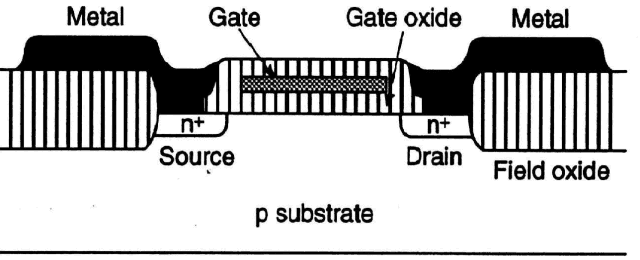 Metal
Gate
Gate oxide
Metal
n+
n+
Source
Drain
Field oxide
p substrate